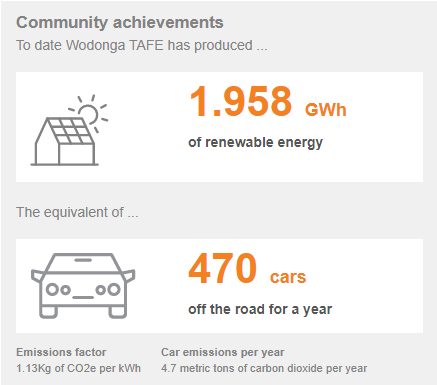 Community achievements
To date Wodonga TAFE has produced ...
1.958 GWh
of renewable energy
The equivalent of ...
470 cars
off the road for a year
Emissions factor
1.13Kg of CO2e per kWh
Car emissions per year
4.7 metric tons of carbon dioxide per year